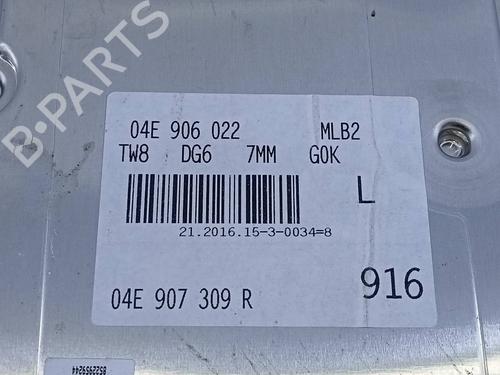 B-PARTS
04E 906 022 MLB2
TW8 DG6 7MM G0K
L
21.2016.15-3-0034=8
04E 907 309 R 916
8522959244